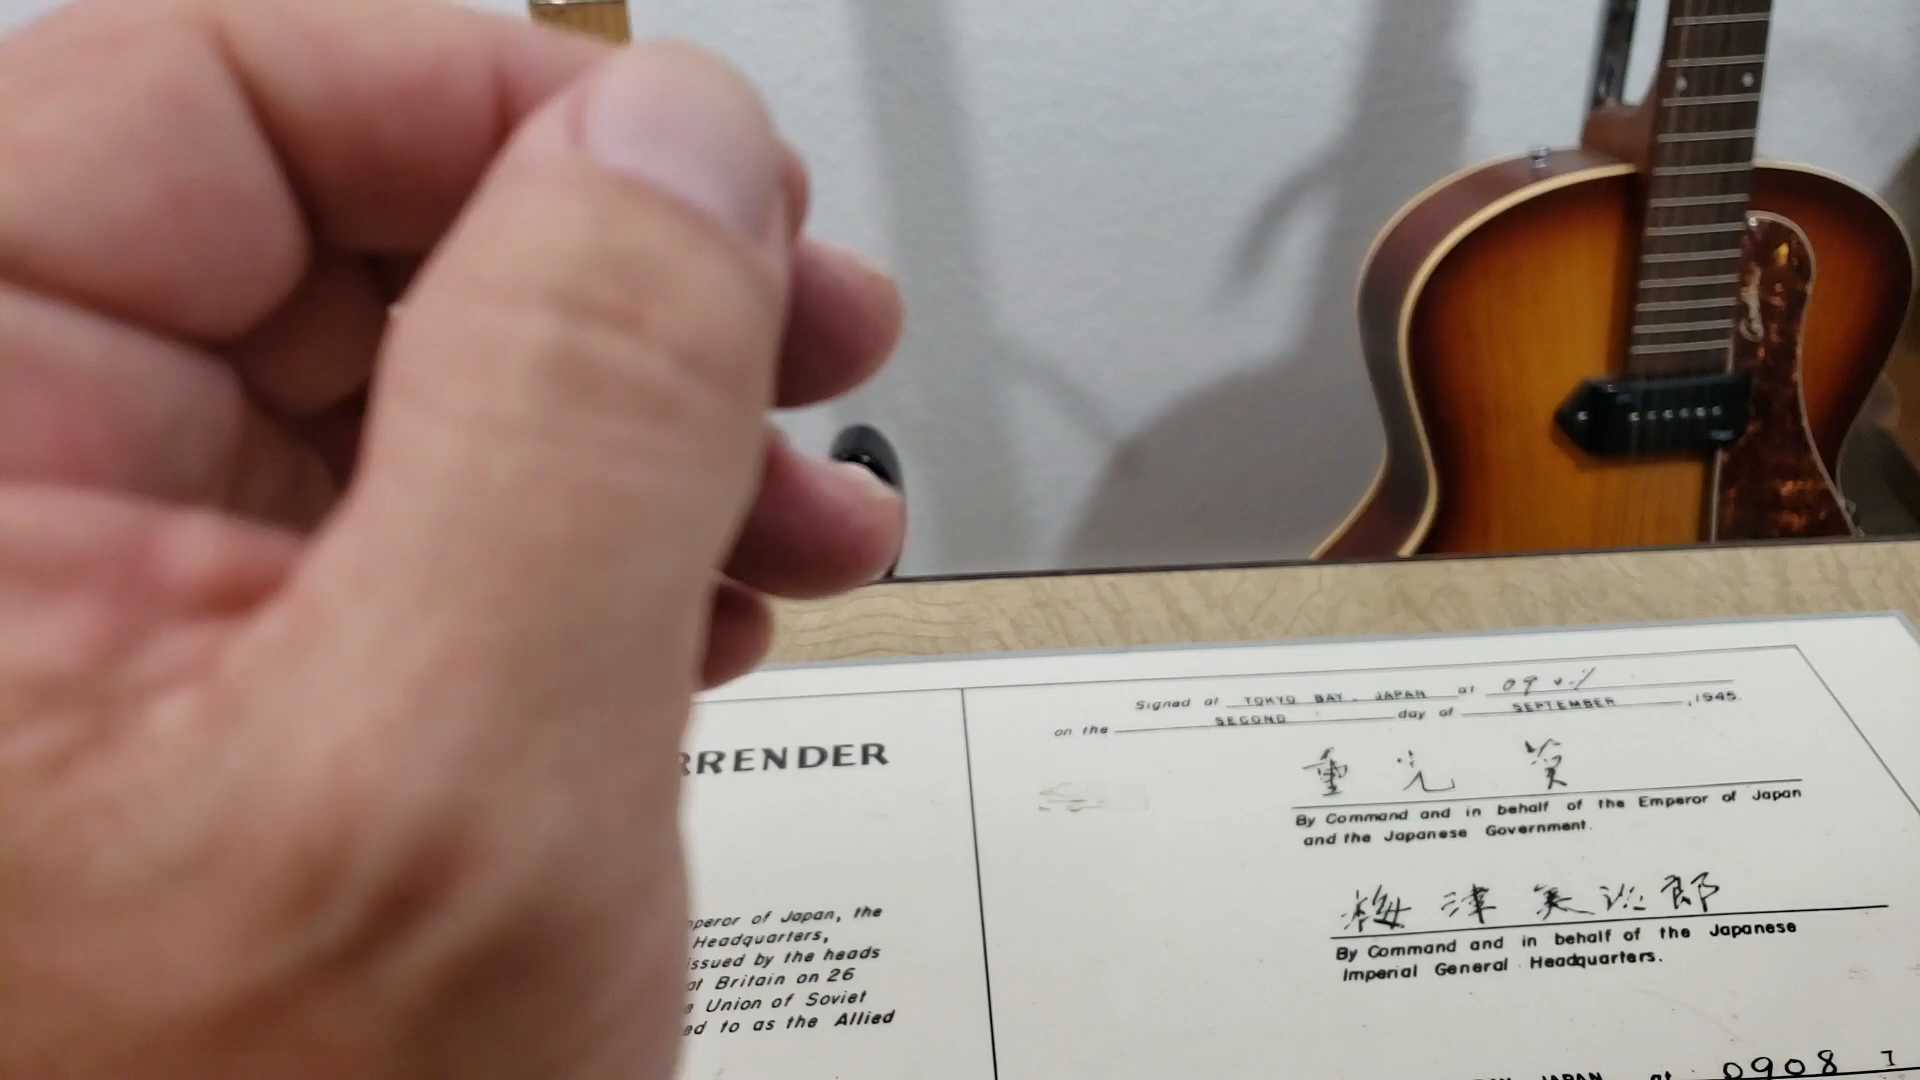 RRENDER
peror of Japan, the
Headquarters,
issued by the heads
at Britain on 26
Union of Soviet
ed to as the Allied
Signed at TOKYO BAY, JAPAN at
on the SECOND day of SEPTEMBER, 1945.
重光
By Command and in behalf of the Emperor of Japan
and the Japanese Government.
梅津美治郎
By Command and in behalf of the Japanese
Imperial General Headquarters.
JAPAN at 0908 I